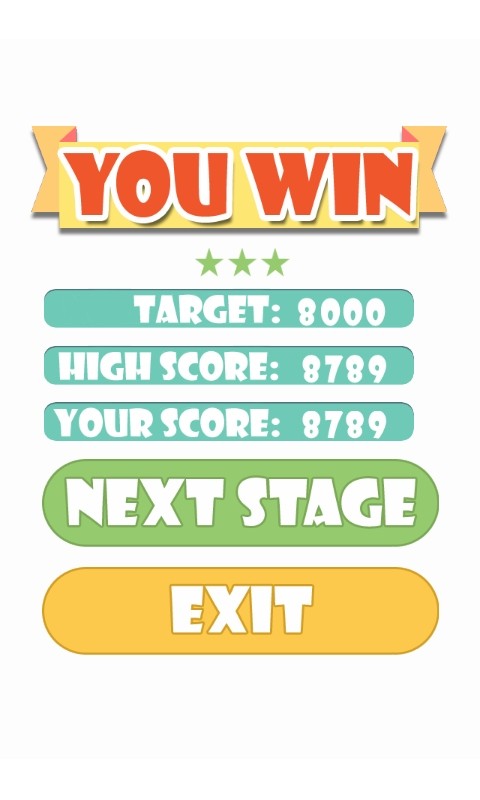 YOU WIN
TARGET: 8000
HIGH SCORE: 8789
YOUR SCORE: 8789
NEXT STAGE
EXIT